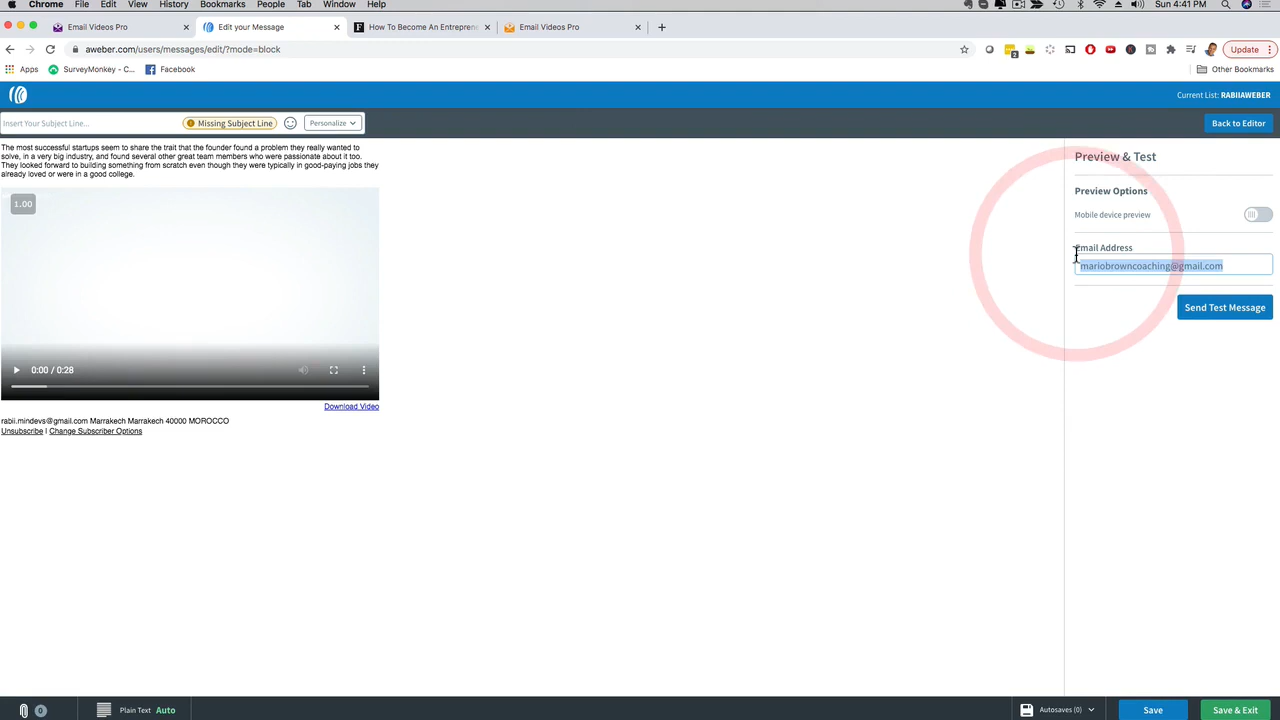 Chrome File Edit View History Bookmarks People Tab Window Help Sun 4:41 PM
Email Videos Pro Edit your Message How To Become An Entreprene Email Videos Pro
aweber.com/users/messages/edit/?mode=block 2 Update
Apps SurveyMonkey - C... Facebook Other Bookmarks
Current List: RABIIAWEBER
Insert Your Subject Line... Missing Subject Line Personalize Back to Editor
The most successful startups seem to share the trait that the founder found a problem they really wanted to
solve, in a very big industry, and found several other great team members who were passionate about it too.
They looked forward to building something from scratch even though they were typically in good-paying jobs they
already loved or were in a good college.
1.00
0:00 / 0:28
Download Video
rabii.mindevs@gmail.com Marrakech Marrakech 40000 MOROCCO
Unsubscribe | Change Subscriber Options
Preview & Test
Preview Options
Mobile device preview
Email Address
mariobrowncoaching@gmail.com
Send Test Message
0 Plain Text Auto Autosaves (0) Save Save & Exit